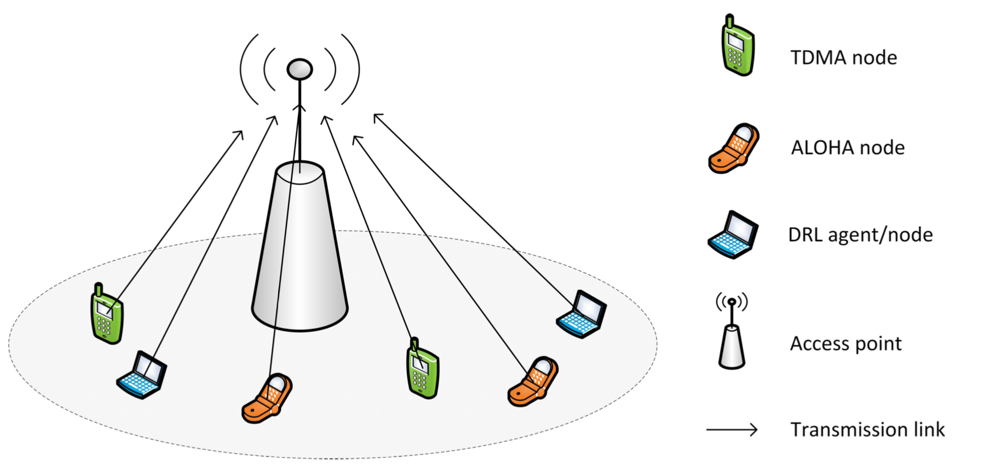 TDMA node
ALOHA node
DRL agent/node
Access point
Transmission link